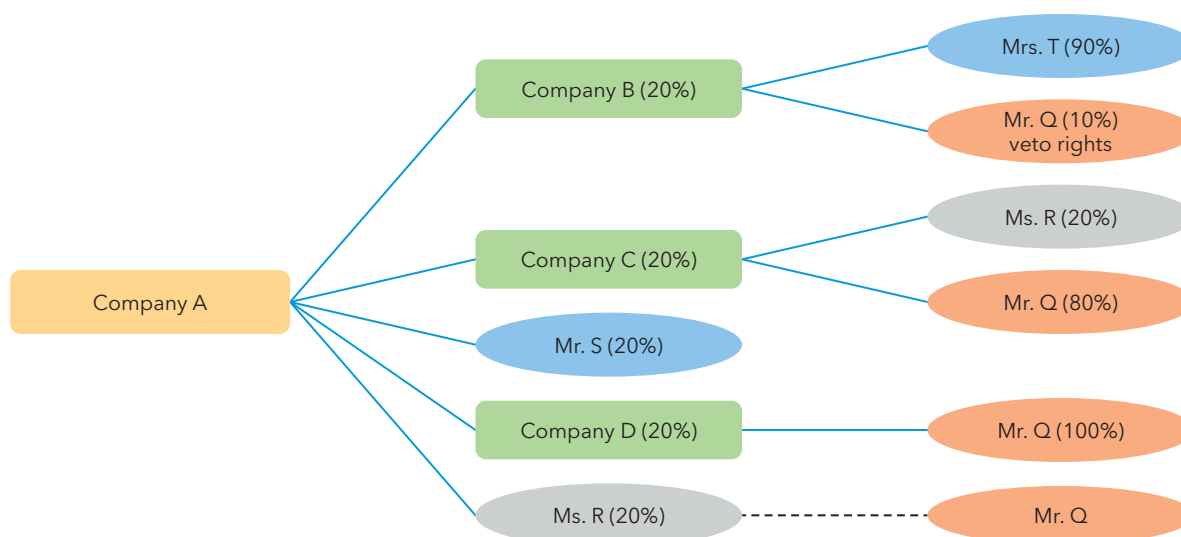 Mrs. T (90%)
Company B (20%)
Mr. Q (10%)
veto rights
Ms. R (20%)
Company C (20%)
Company A
Mr. Q (80%)
Mr. S (20%)
Company D (20%)
Mr. Q (100%)
Ms. R (20%)
Mr. Q